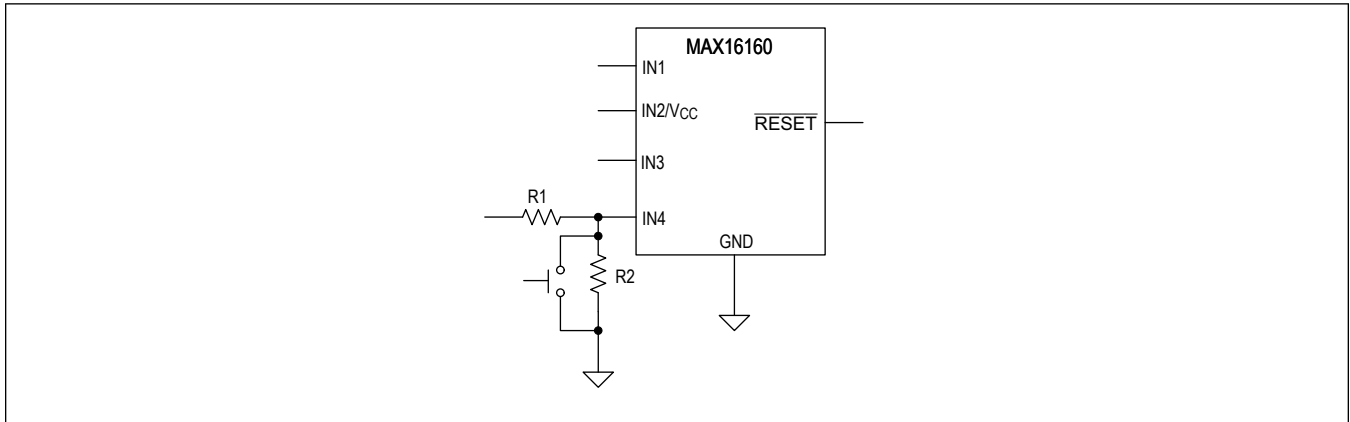 MAX16160
IN1
IN2/VCC
RESET
IN3
R1
IN4
GND
R2